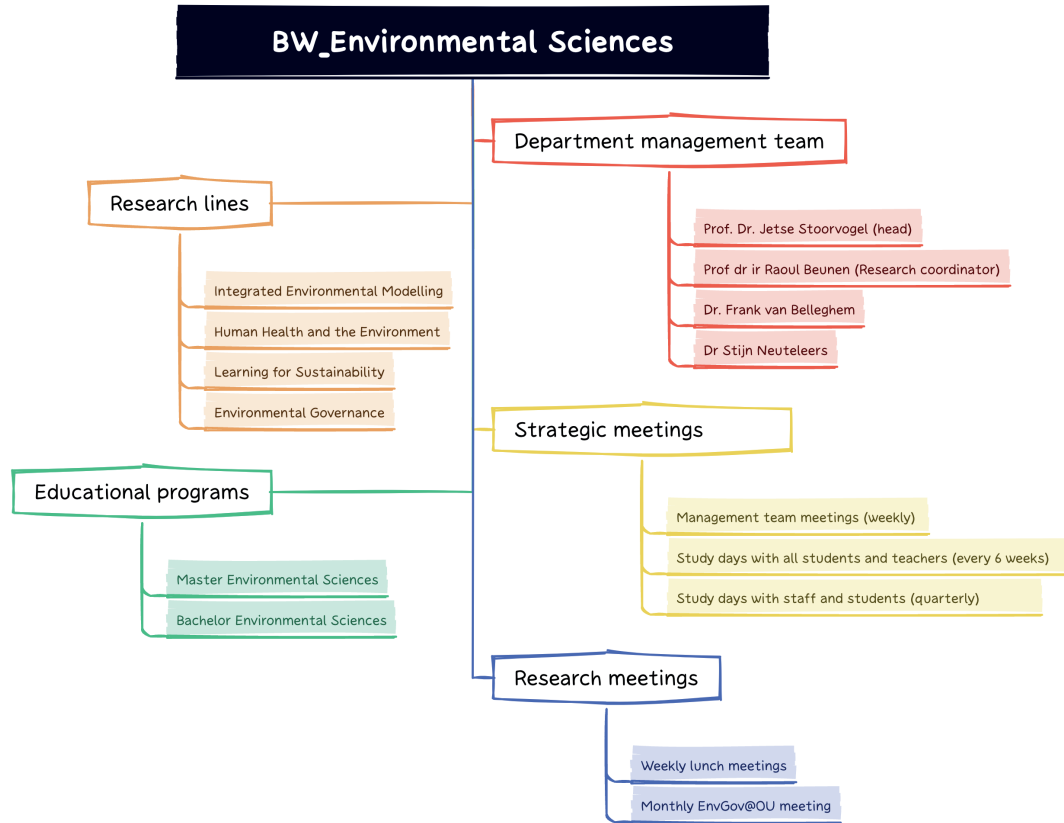 BW_Environmental Sciences
Department management team
Prof. Dr. Jetse Stoorvogel (head)
Prof dr ir Raoul Beunen (Research coordinator)
Dr. Frank van Belleghem
Dr Stijn Neuteleers
Research lines
Integrated Environmental Modelling
Human Health and the Environment
Learning for Sustainability
Environmental Governance
Strategic meetings
Management team meetings (weekly)
Study days with all students and teachers (every 6 weeks)
Study days with staff and students (quarterly)
Educational programs
Master Environmental Sciences
Bachelor Environmental Sciences
Research meetings
Weekly lunch meetings
Monthly EnvGov@OU meeting